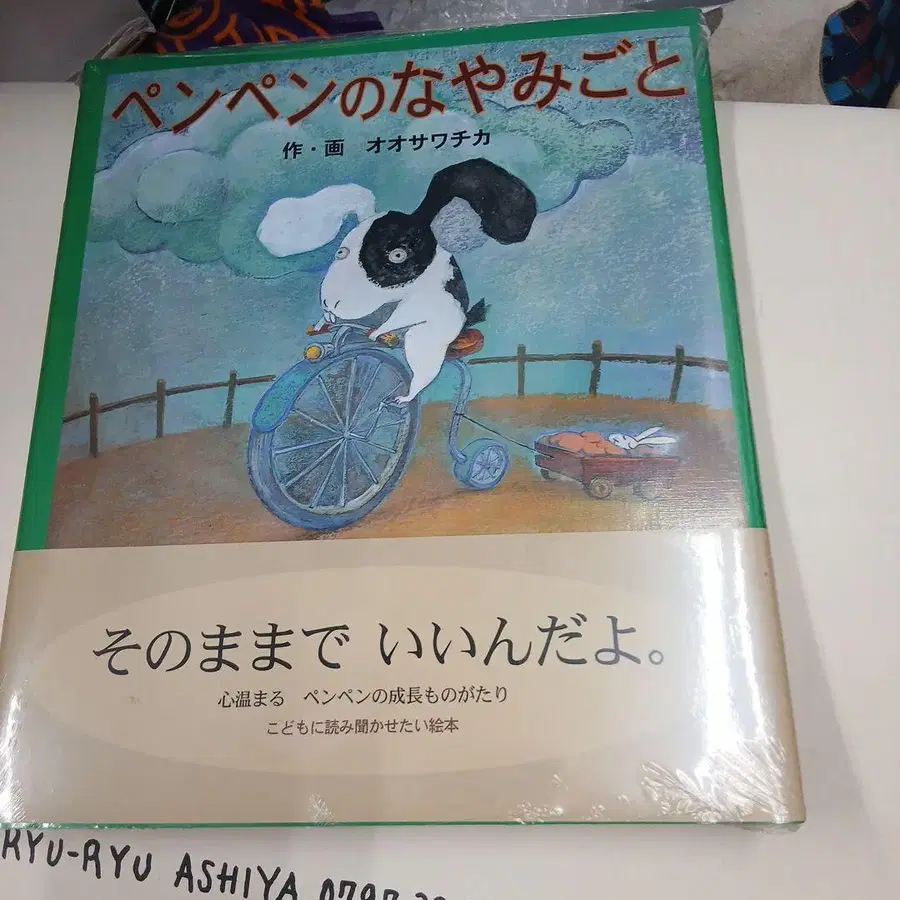 ペンペンのなやみごと
作・画 オオサワチカ
そのままで いいんだよ。
心温まる ペンペンの成長ものがたり
こどもに読み聞かせたい絵本
RYU-RYU ASHIYA 0797